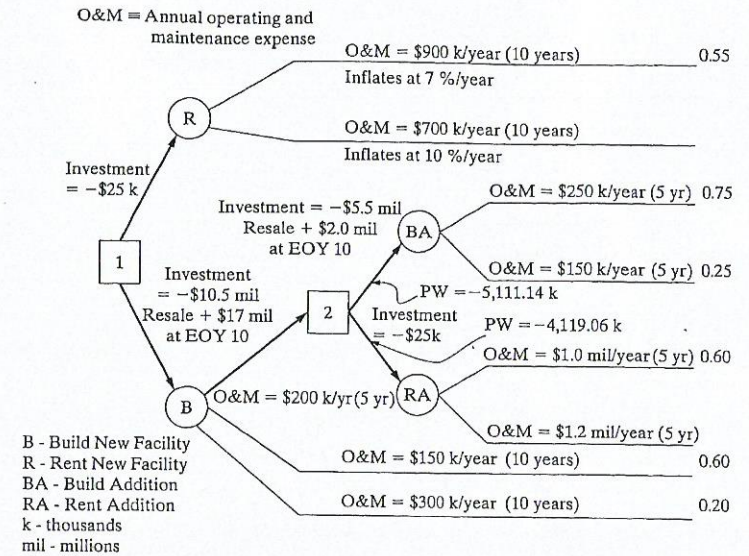 O&M = Annual operating and
maintenance expense
O&M = $900 k/year (10 years) 0.55
Inflates at 7 %/year
R
O&M = $700 k/year (10 years)
Inflates at 10 %/year
Investment
= −$25 k
O&M = $250 k/year (5 yr) 0.75
Investment = −$5.5 mil
Resale + $2.0 mil
at EOY 10
BA
1
O&M = $150 k/year (5 yr) 0.25
Investment
= −$10.5 mil
Resale + $17 mil
at EOY 10
PW = −5,111.14 k
2
Investment
= −$25k
PW = −4,119.06 k
O&M = $1.0 mil/year (5 yr) 0.60
O&M = $200 k/yr (5 yr)
RA
B
O&M = $1.2 mil/year (5 yr)
B - Build New Facility
R - Rent New Facility
BA - Build Addition
RA - Rent Addition
k - thousands
mil - millions
O&M = $150 k/year (10 years) 0.60
O&M = $300 k/year (10 years) 0.20